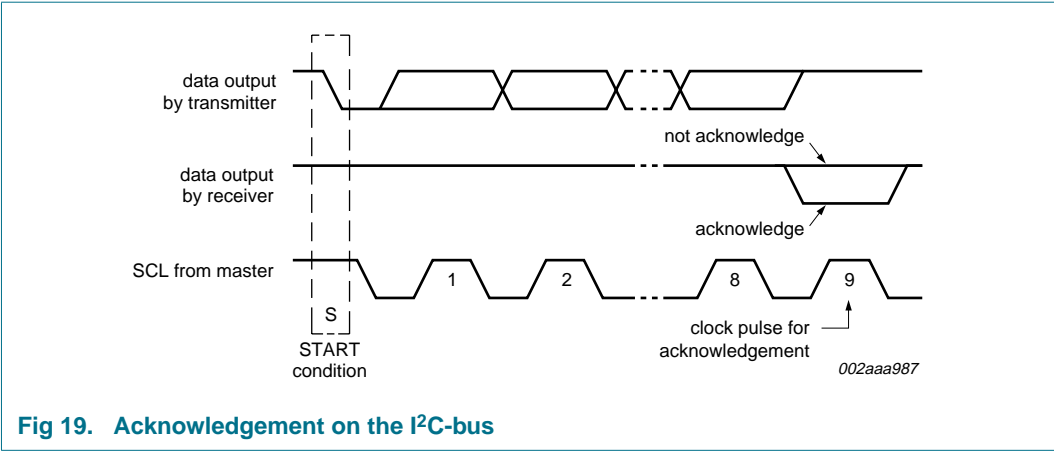 data output
by transmitter
not acknowledge
data output
by receiver
acknowledge
SCL from master
1
2
8
9
S
START
condition
clock pulse for
acknowledgement
002aaa987
Fig 19. Acknowledgement on the I²C-bus